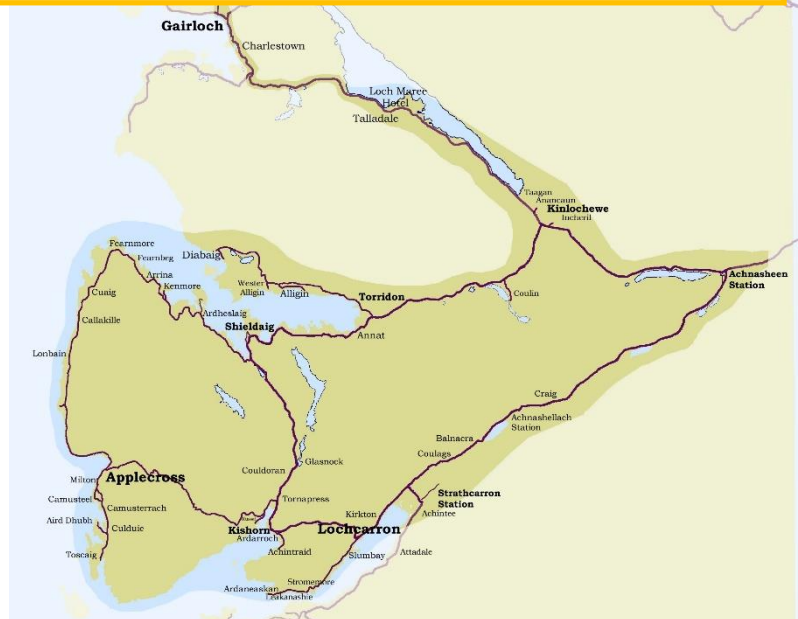 Gairloch
Charlestown
Loch Maree
Hotel
Talladale
Taagan
Anancaun
Kinlochewe
Incheril
Fearnmore
Fearnbeg
Diabaig
Arrina
Kenmore
Cuaig
Wester
Alligin
Alligin
Torridon
Coulin
Achnasheen
Station
Ardheslaig
Callakille
Shieldaig
Annat
Lonbain
Craig
Achnashellach
Station
Balnacra
Coulags
Glasnock
Couldoran
Milton
Applecross
Tornapress
Strathcarron
Station
Camusteel
Camusterrach
Kirkton
Achintee
Aird Dhubh
Culduie
Kishorn
Lochcarron
Ardarroch
Toscaig
Achintraid
Slumbay
Attadale
Stromemore
Ardaneaskan
Leakanashie